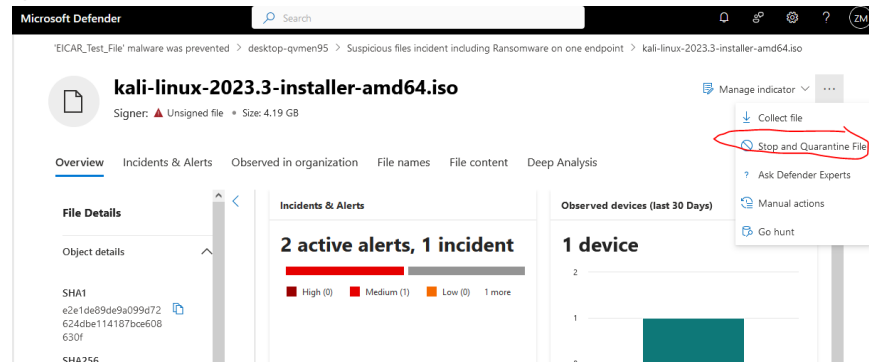 Microsoft Defender
Search
?
ZM
'EICAR_Test_File' malware was prevented > desktop-qvmen95 > Suspicious files incident including Ransomware on one endpoint > kali-linux-2023.3-installer-amd64.iso
kali-linux-2023.3-installer-amd64.iso
Manage indicator
...
Signer: Unsigned file • Size: 4.19 GB
Collect file
Stop and Quarantine File
? Ask Defender Experts
Manual actions
Go hunt
Overview Incidents & Alerts Observed in organization File names File content Deep Analysis
File Details
Object details
SHA1
e2e1de89de9a099d72
624dbe114187bce608
630f
SHA256
Incidents & Alerts
2 active alerts, 1 incident
High (0) Medium (1) Low (0) 1 more
Observed devices (last 30 Days)
1 device
2
1